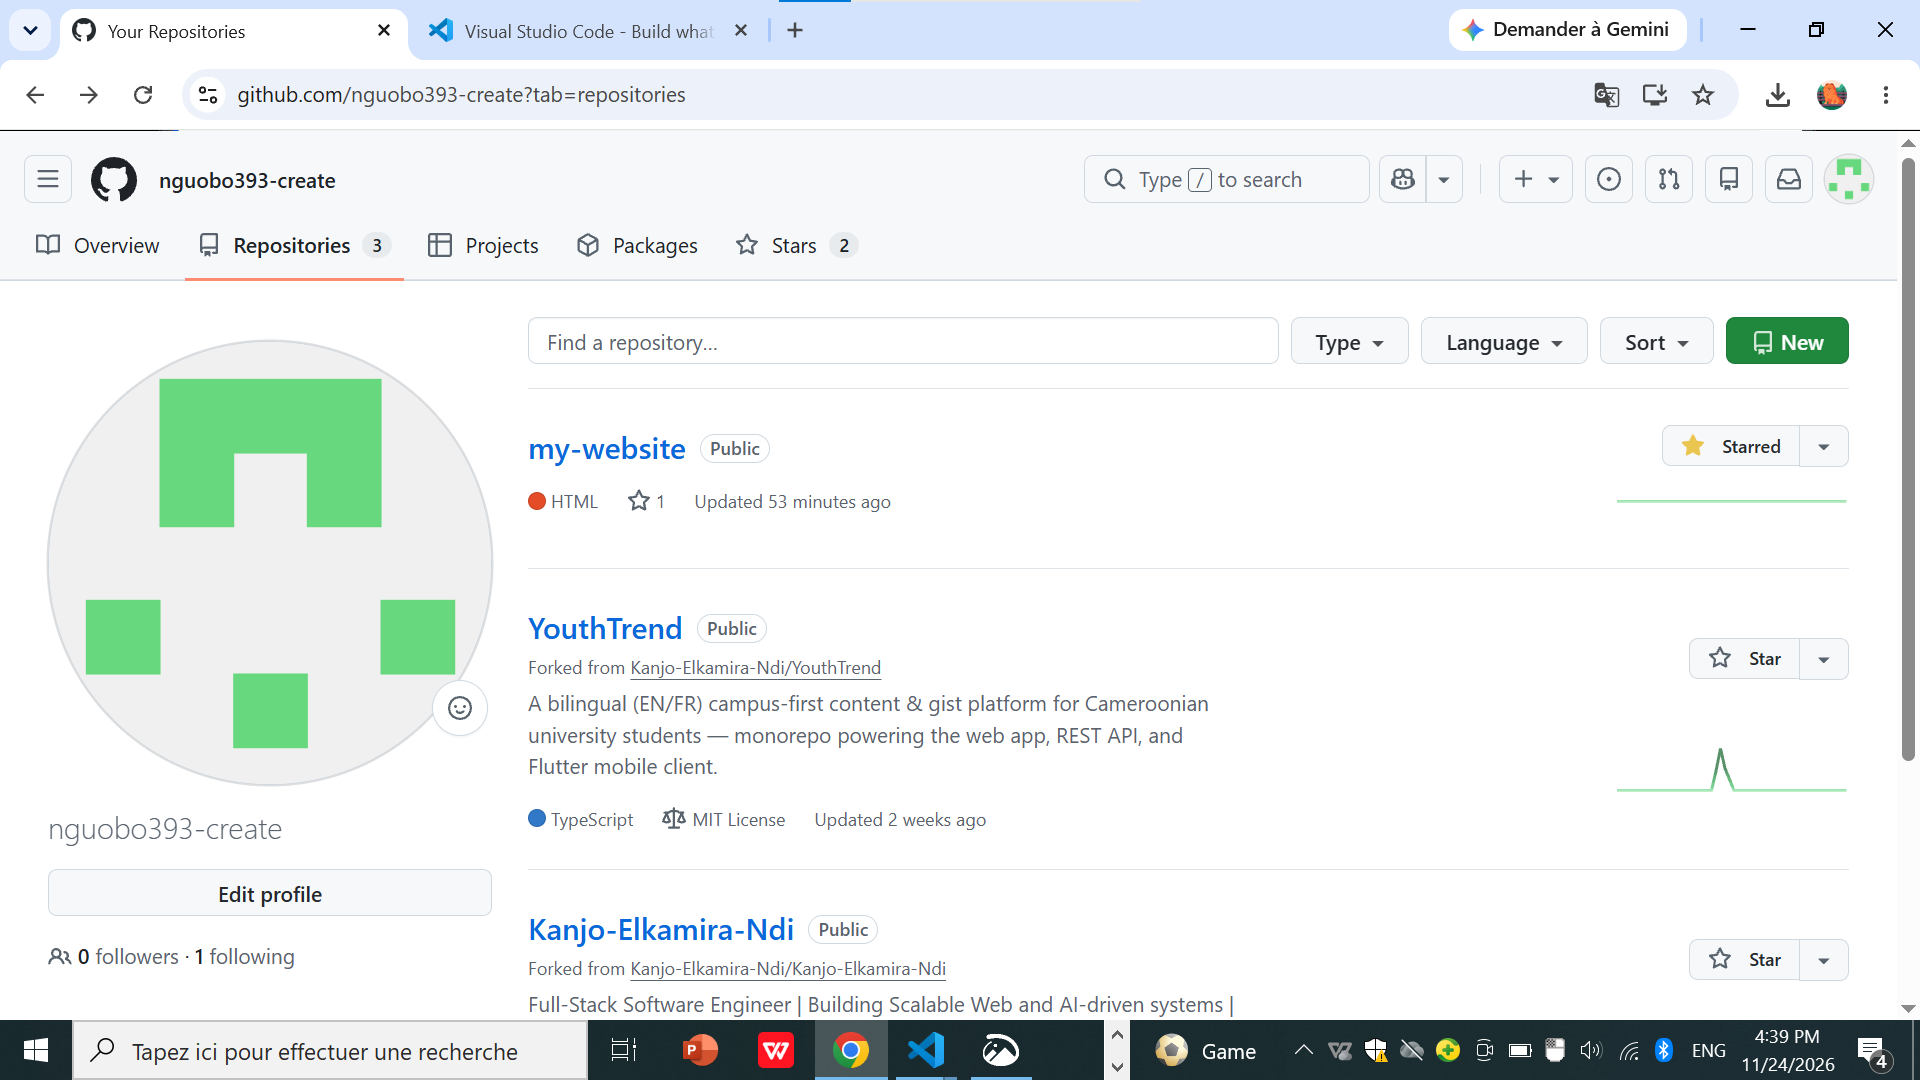 Your Repositories
Visual Studio Code - Build what
Demander à Gemini
github.com/nguobo393-create?tab=repositories
nguobo393-create
Type / to search
Overview
Repositories 3
Projects
Packages
Stars 2
Find a repository...
Type
Language
Sort
New
my-website Public
Starred
HTML 1 Updated 53 minutes ago
YouthTrend Public
Forked from Kanjo-Elkamira-Ndi/YouthTrend
Star
A bilingual (EN/FR) campus-first content & gist platform for Cameroonian
university students — monorepo powering the web app, REST API, and
Flutter mobile client.
TypeScript MIT License Updated 2 weeks ago
Kanjo-Elkamira-Ndi Public
Forked from Kanjo-Elkamira-Ndi/Kanjo-Elkamira-Ndi
Star
Full-Stack Software Engineer | Building Scalable Web and AI-driven systems |
nguobo393-create
Edit profile
0 followers · 1 following
Tapez ici pour effectuer une recherche
Game
ENG
4:39 PM
11/24/2026
4